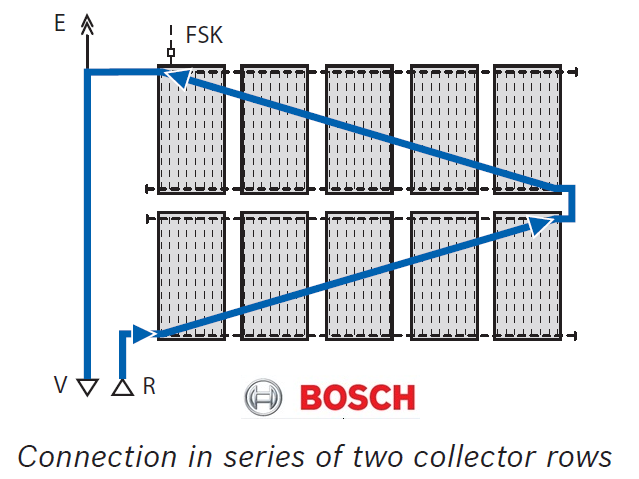 E
FSK
V
R
BOSCH
Connection in series of two collector rows